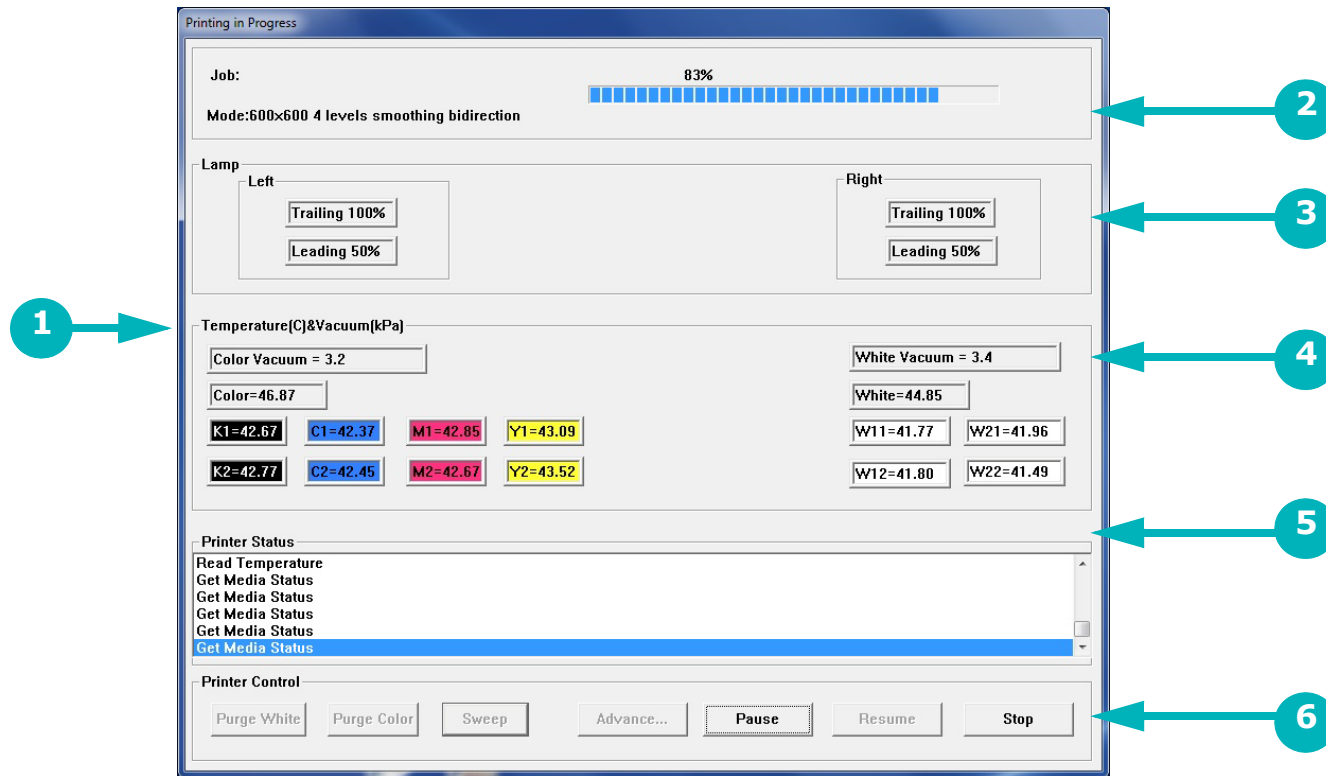 Printing in Progress
Job:
83%
Mode:600x600 4 levels smoothing bidirection
2
Lamp
Left
Right
Trailing 100%
Trailing 100%
3
Leading 50%
Leading 50%
1
Temperature(C)&Vacuum(kPa)
Color Vacuum = 3.2
White Vacuum = 3.4
4
Color=46.87
White=44.85
K1=42.67 C1=42.37 M1=42.85 Y1=43.09
W11=41.77 W21=41.96
K2=42.77 C2=42.45 M2=42.67 Y2=43.52
W12=41.80 W22=41.49
5
Printer Status
Read Temperature
Get Media Status
Get Media Status
Get Media Status
Get Media Status
Get Media Status
Printer Control
Purge White Purge Color Sweep Advance... Pause Resume Stop
6